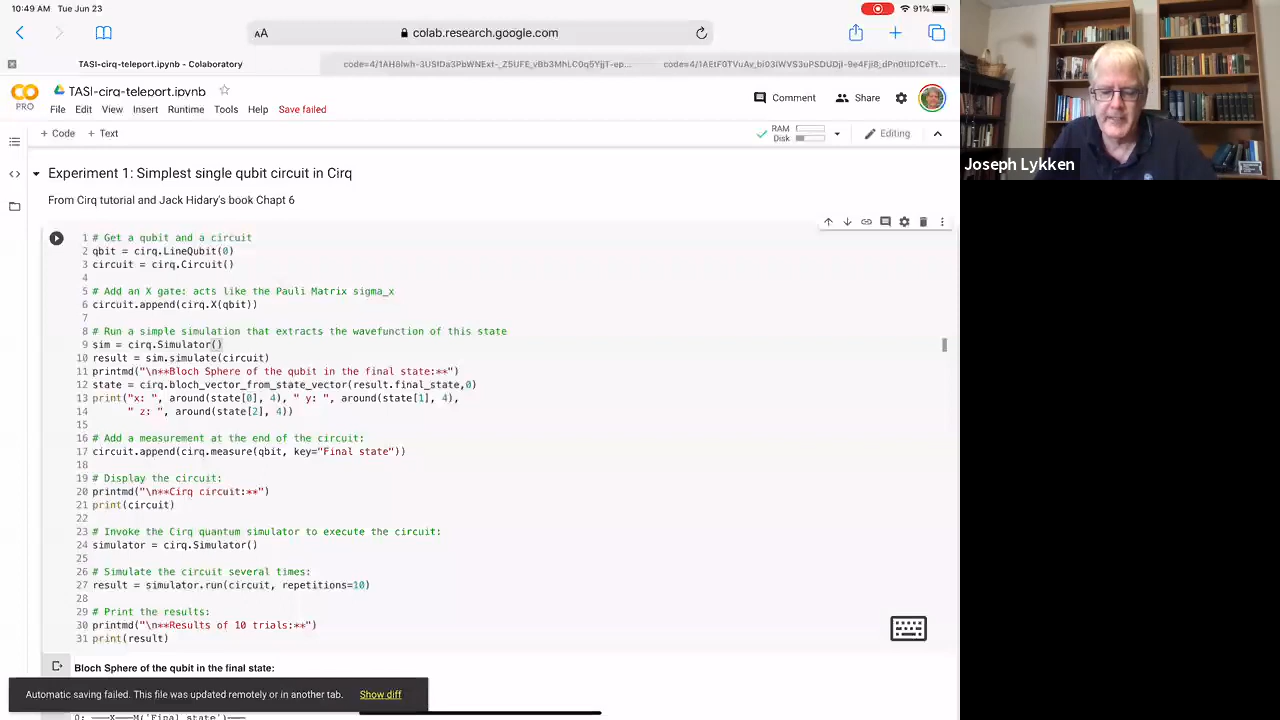 10:49 AM Tue Jun 23
91%
AA
colab.research.google.com
TASI-cirq-teleport.ipynb - Colaboratory
TASI-cirq-teleport.ipynb
PRO
File Edit View Insert Runtime Tools Help Save failed
Comment
Share
+ Code + Text
RAM
Disk
Editing
Joseph Lykken
Experiment 1: Simplest single qubit circuit in Cirq
From Cirq tutorial and Jack Hidary's book Chapt 6
1 # Get a qubit and a circuit
2 qbit = cirq.LineQubit(0)
3 circuit = cirq.Circuit()
4
5 # Add an X gate: acts like the Pauli Matrix sigma_x
6 circuit.append(cirq.X(qbit))
7
8 # Run a simple simulation that extracts the wavefunction of this state
9 sim = cirq.Simulator()
10 result = sim.simulate(circuit)
11 printmd("\n**Bloch Sphere of the qubit in the final state:**")
12 state = cirq.bloch_vector_from_state_vector(result.final_state,0)
13 print("x: ", around(state[0], 4), " y: ", around(state[1], 4),
14 " z: ", around(state[2], 4))
15
16 # Add a measurement at the end of the circuit:
17 circuit.append(cirq.measure(qbit, key="Final state"))
18
19 # Display the circuit:
20 printmd("\n**Cirq circuit:**")
21 print(circuit)
22
23 # Invoke the Cirq quantum simulator to execute the circuit:
24 simulator = cirq.Simulator()
25
26 # Simulate the circuit several times:
27 result = simulator.run(circuit, repetitions=10)
28
29 # Print the results:
30 printmd("\n**Results of 10 trials:**")
31 print(result)
Bloch Sphere of the qubit in the final state:
Automatic saving failed. This file was updated remotely or in another tab. Show diff
0: ───X───M('Final state')───